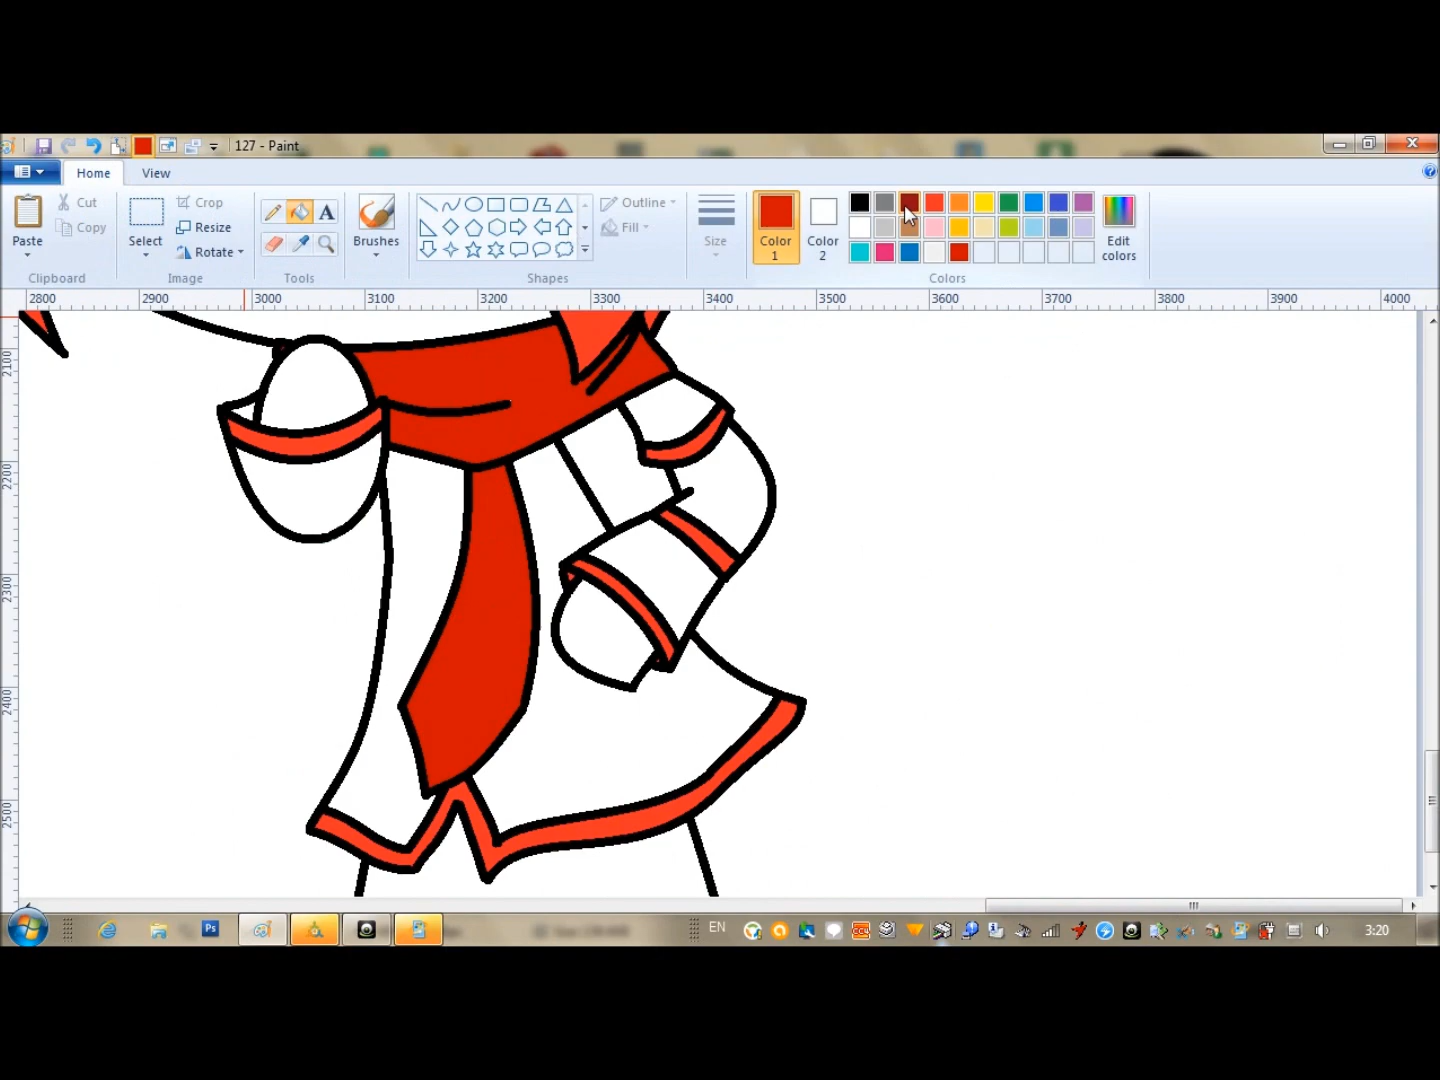 127 - Paint
Home View
Paste
Cut
Copy
Select
Crop
Resize
Rotate
A
Brushes
Outline
Fill
Size
Color 1
Color 2
Edit colors
Clipboard Image Tools Shapes Colors
2800 2900 3000 3100 3200 3300 3400 3500 3600 3700 3800 3900 4000
2100
2200
2300
2400
2500
Ps
EN
3:20